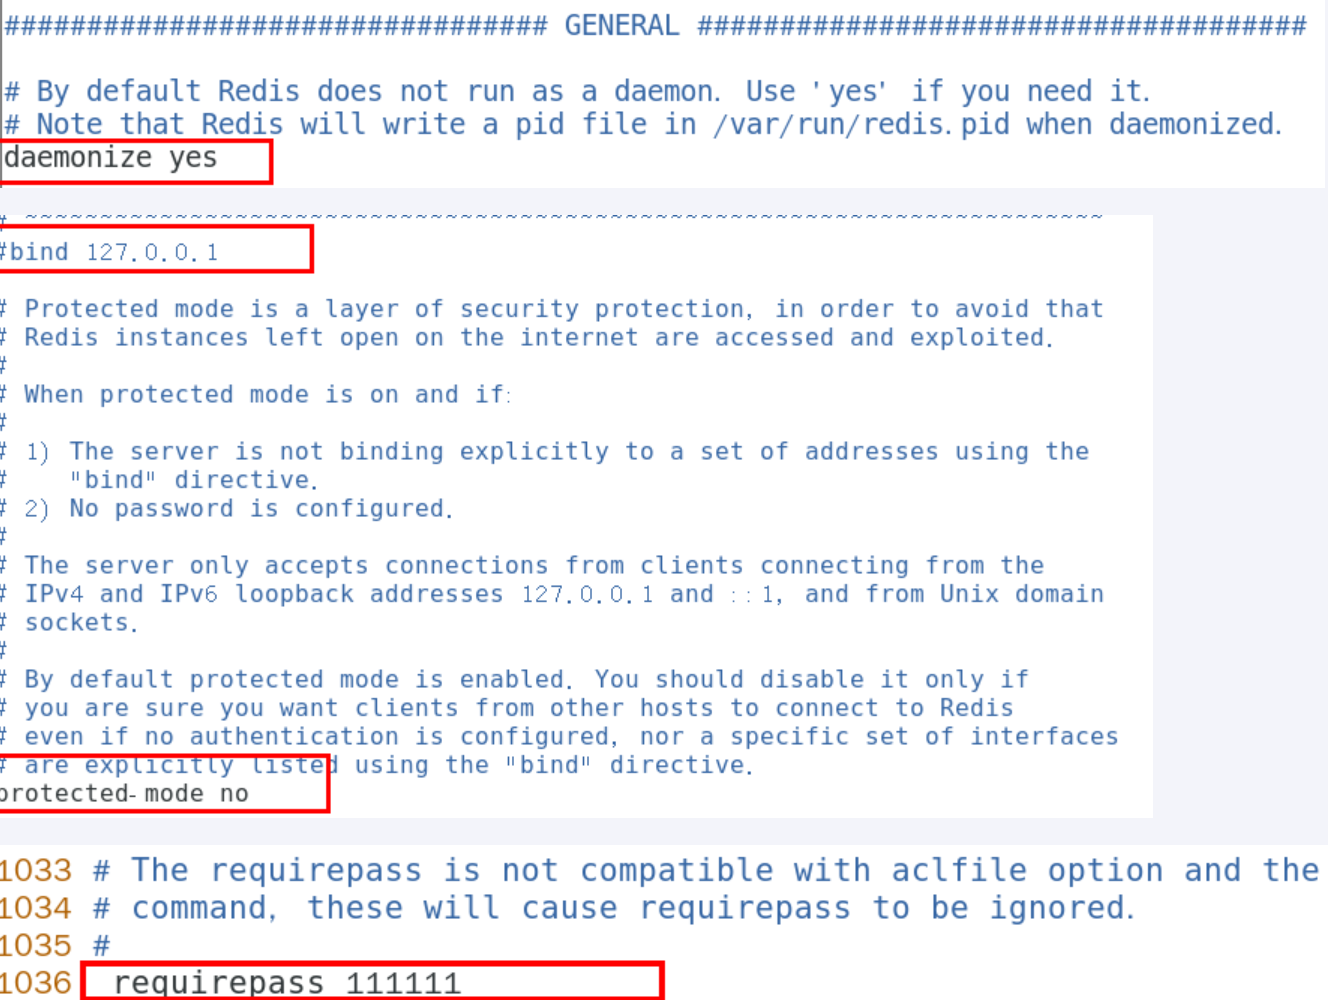 ################################# GENERAL #####################################
# By default Redis does not run as a daemon. Use 'yes' if you need it.
# Note that Redis will write a pid file in /var/run/redis.pid when daemonized.
daemonize yes
# ~~~~~~~~~~~~~~~~~~~~~~~~~~~~~~~~~~~~~~~~~~~~~~~~~~~~~~~~~~~~~~~~~~~~~~~~
#bind 127.0.0.1
# Protected mode is a layer of security protection, in order to avoid that
# Redis instances left open on the internet are accessed and exploited.
#
# When protected mode is on and if:
#
# 1) The server is not binding explicitly to a set of addresses using the
#    "bind" directive.
# 2) No password is configured.
#
# The server only accepts connections from clients connecting from the
# IPv4 and IPv6 loopback addresses 127.0.0.1 and ::1, and from Unix domain
# sockets.
#
# By default protected mode is enabled. You should disable it only if
# you are sure you want clients from other hosts to connect to Redis
# even if no authentication is configured, nor a specific set of interfaces
# are explicitly listed using the "bind" directive.
protected-mode no
1033 # The requirepass is not compatible with aclfile option and the
1034 # command, these will cause requirepass to be ignored.
1035 #
1036 requirepass 111111